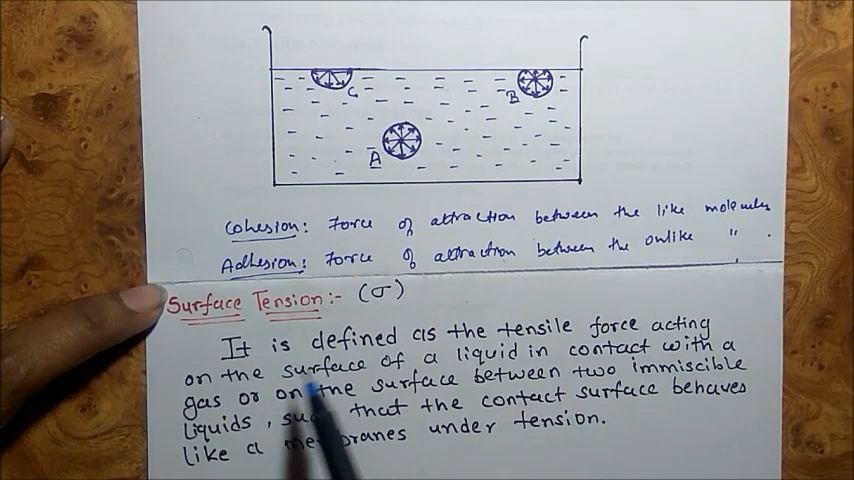 C
B
A
Cohesion: Force of attraction between the like molecules
Adhesion: Force of attraction between the unlike " .
Surface Tension:- (σ)
It is defined as the tensile force acting
on the surface of a liquid in contact with a
gas or on the surface between two immiscible
liquids, such that the contact surface behaves
like a membranes under tension.